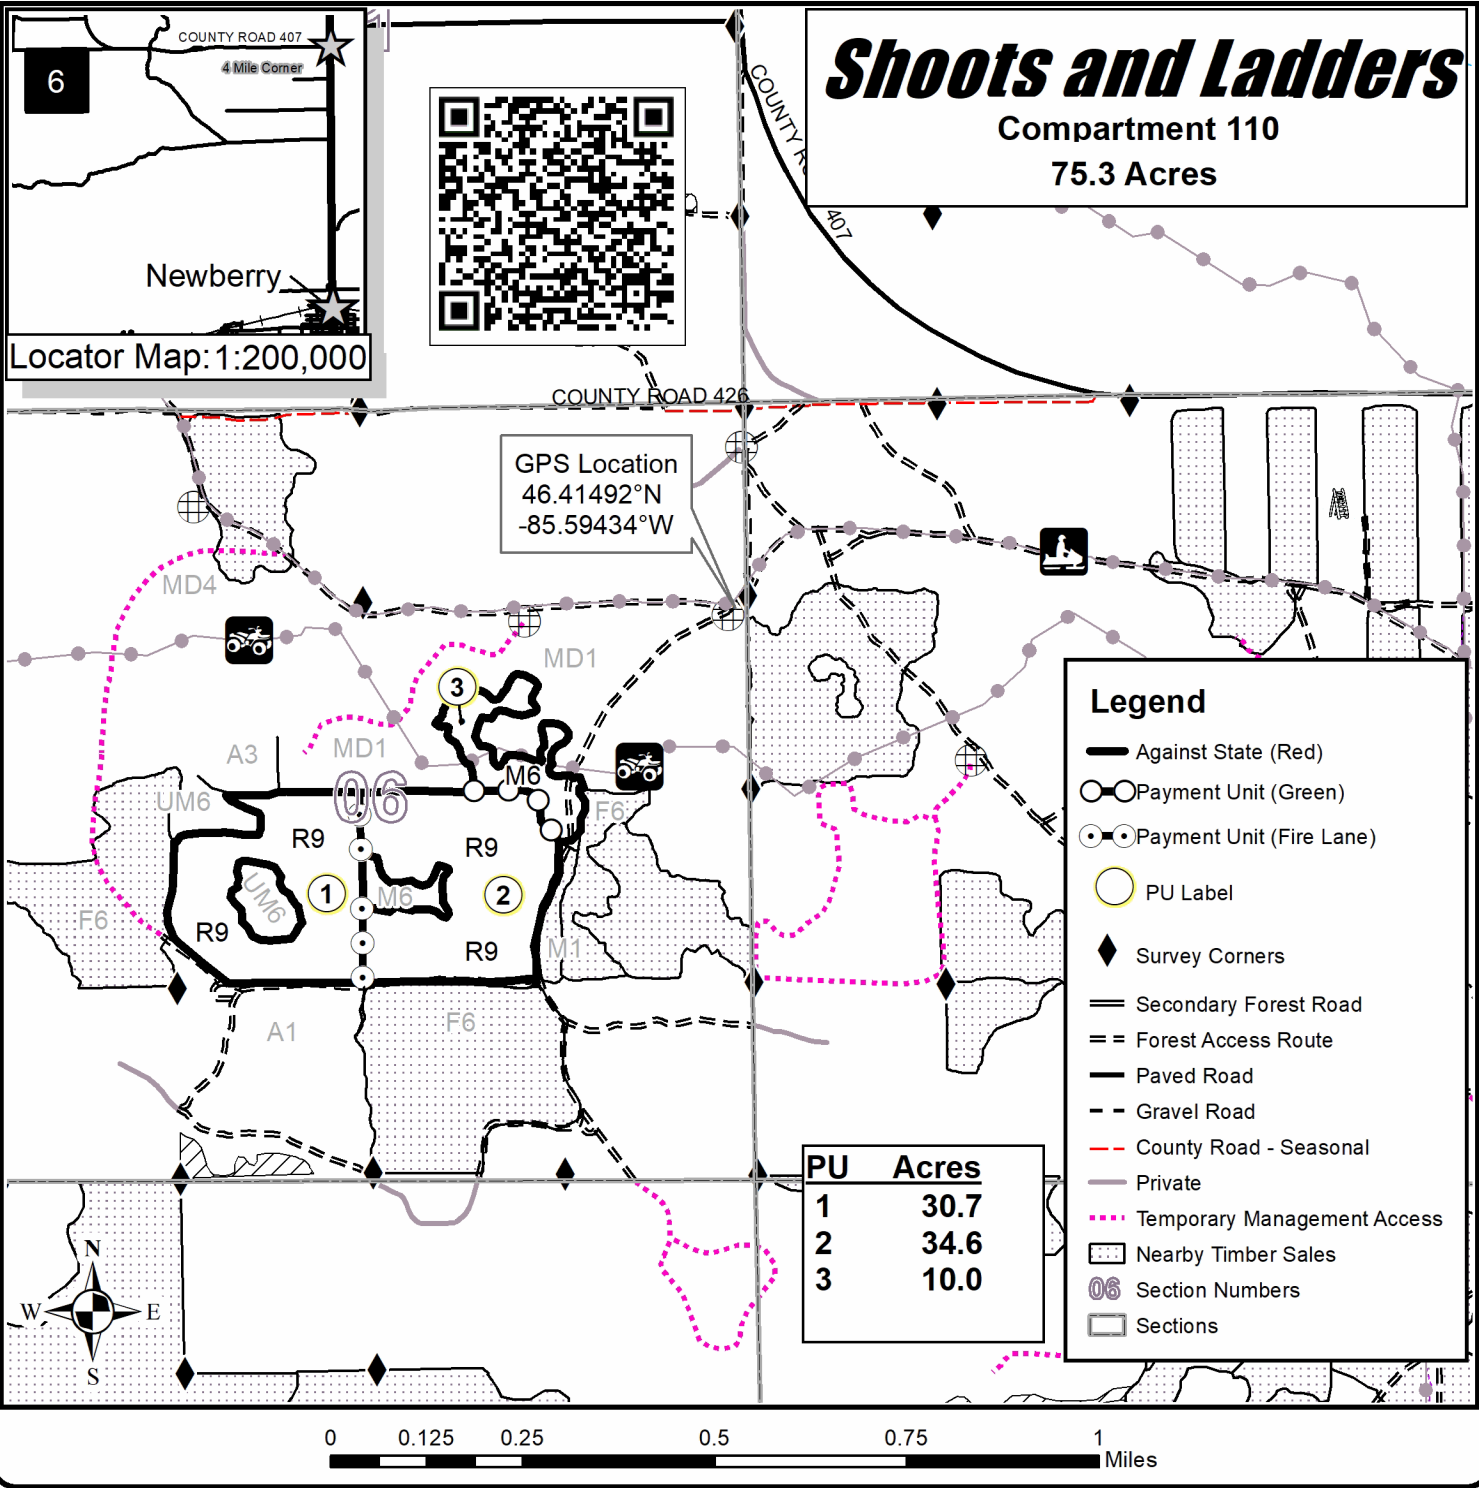 COUNTY ROAD 407
6
4 Mile Corner
Newberry
Locator Map: 1:200,000
Shoots and Ladders
Compartment 110
75.3 Acres
407
COUNTY ROAD 426
GPS Location
46.41492°N
-85.59434°W
MD4
MD1
3
A3
MD1
M6
06
UM6
F6
R9
R9
UM6
1
M6
2
F6
R9
R9
M1
A1
F6
Legend
Against State (Red)
Payment Unit (Green)
Payment Unit (Fire Lane)
PU Label
Survey Corners
Secondary Forest Road
Forest Access Route
Paved Road
Gravel Road
County Road - Seasonal
Private
Temporary Management Access
Nearby Timber Sales
06 Section Numbers
Sections
PU Acres
1 30.7
2 34.6
3 10.0
N
W E
S
0 0.125 0.25 0.5 0.75 1
Miles